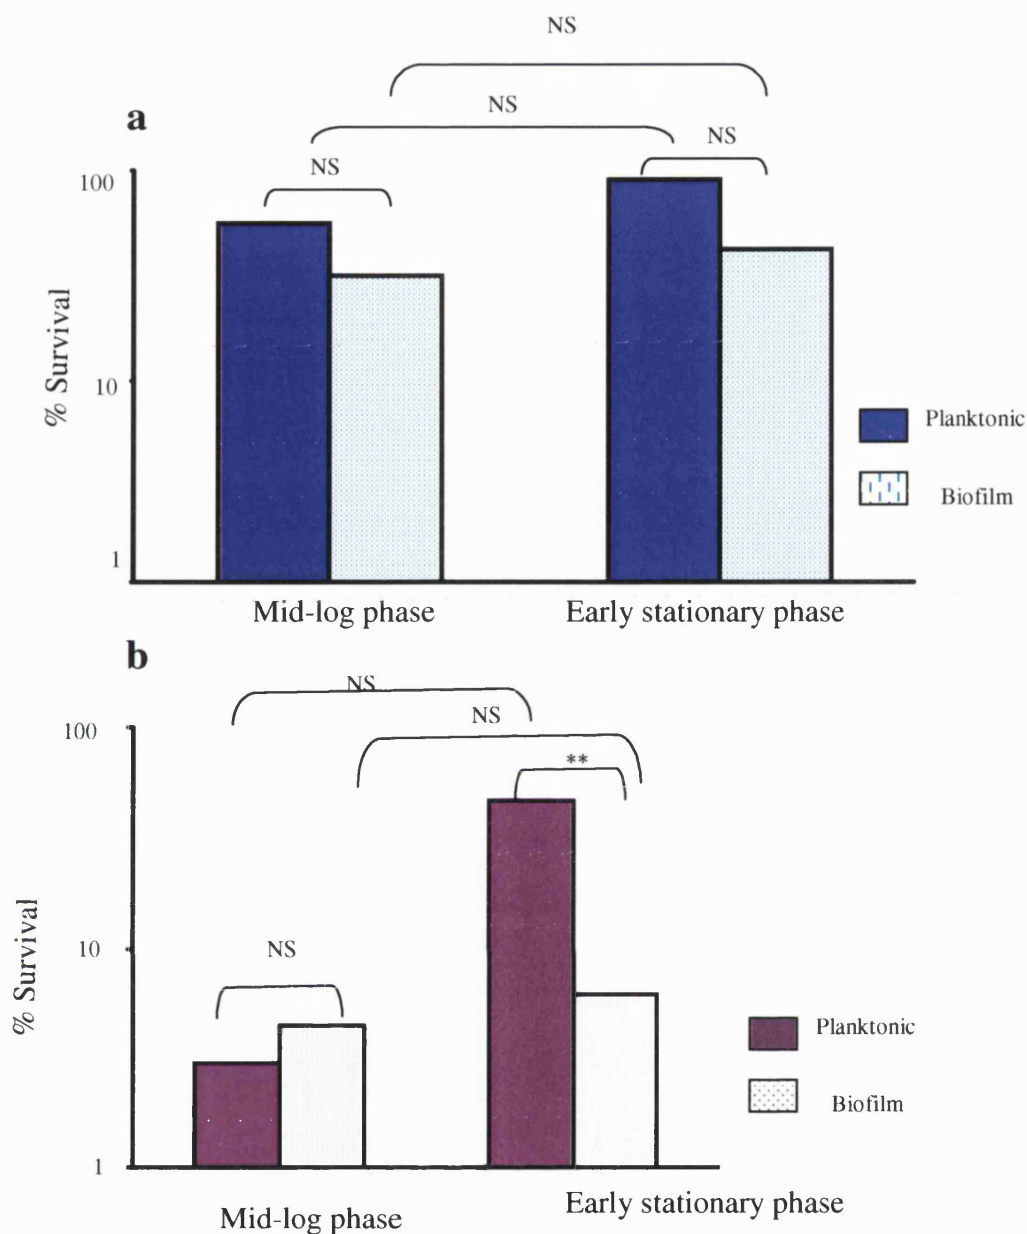 NS
NS
a
NS
NS
100
% Survival
10
Planktonic
Biofilm
1
Mid-log phase
Early stationary phase
b
NS
NS
100
**
% Survival
10
NS
Planktonic
Biofilm
1
Early stationary phase
Mid-log phase